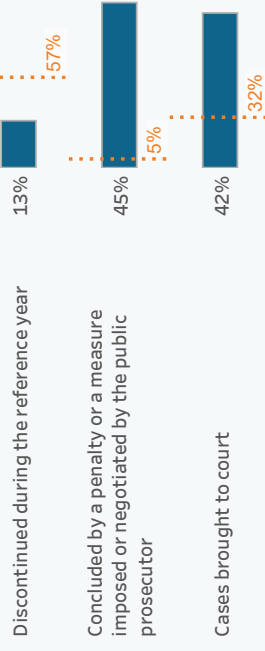 Discontinued during the reference year
13%
57%
Concluded by a penalty or a measure
imposed or negotiated by the public
prosecutor
45%
5%
Cases brought to court
42%
32%